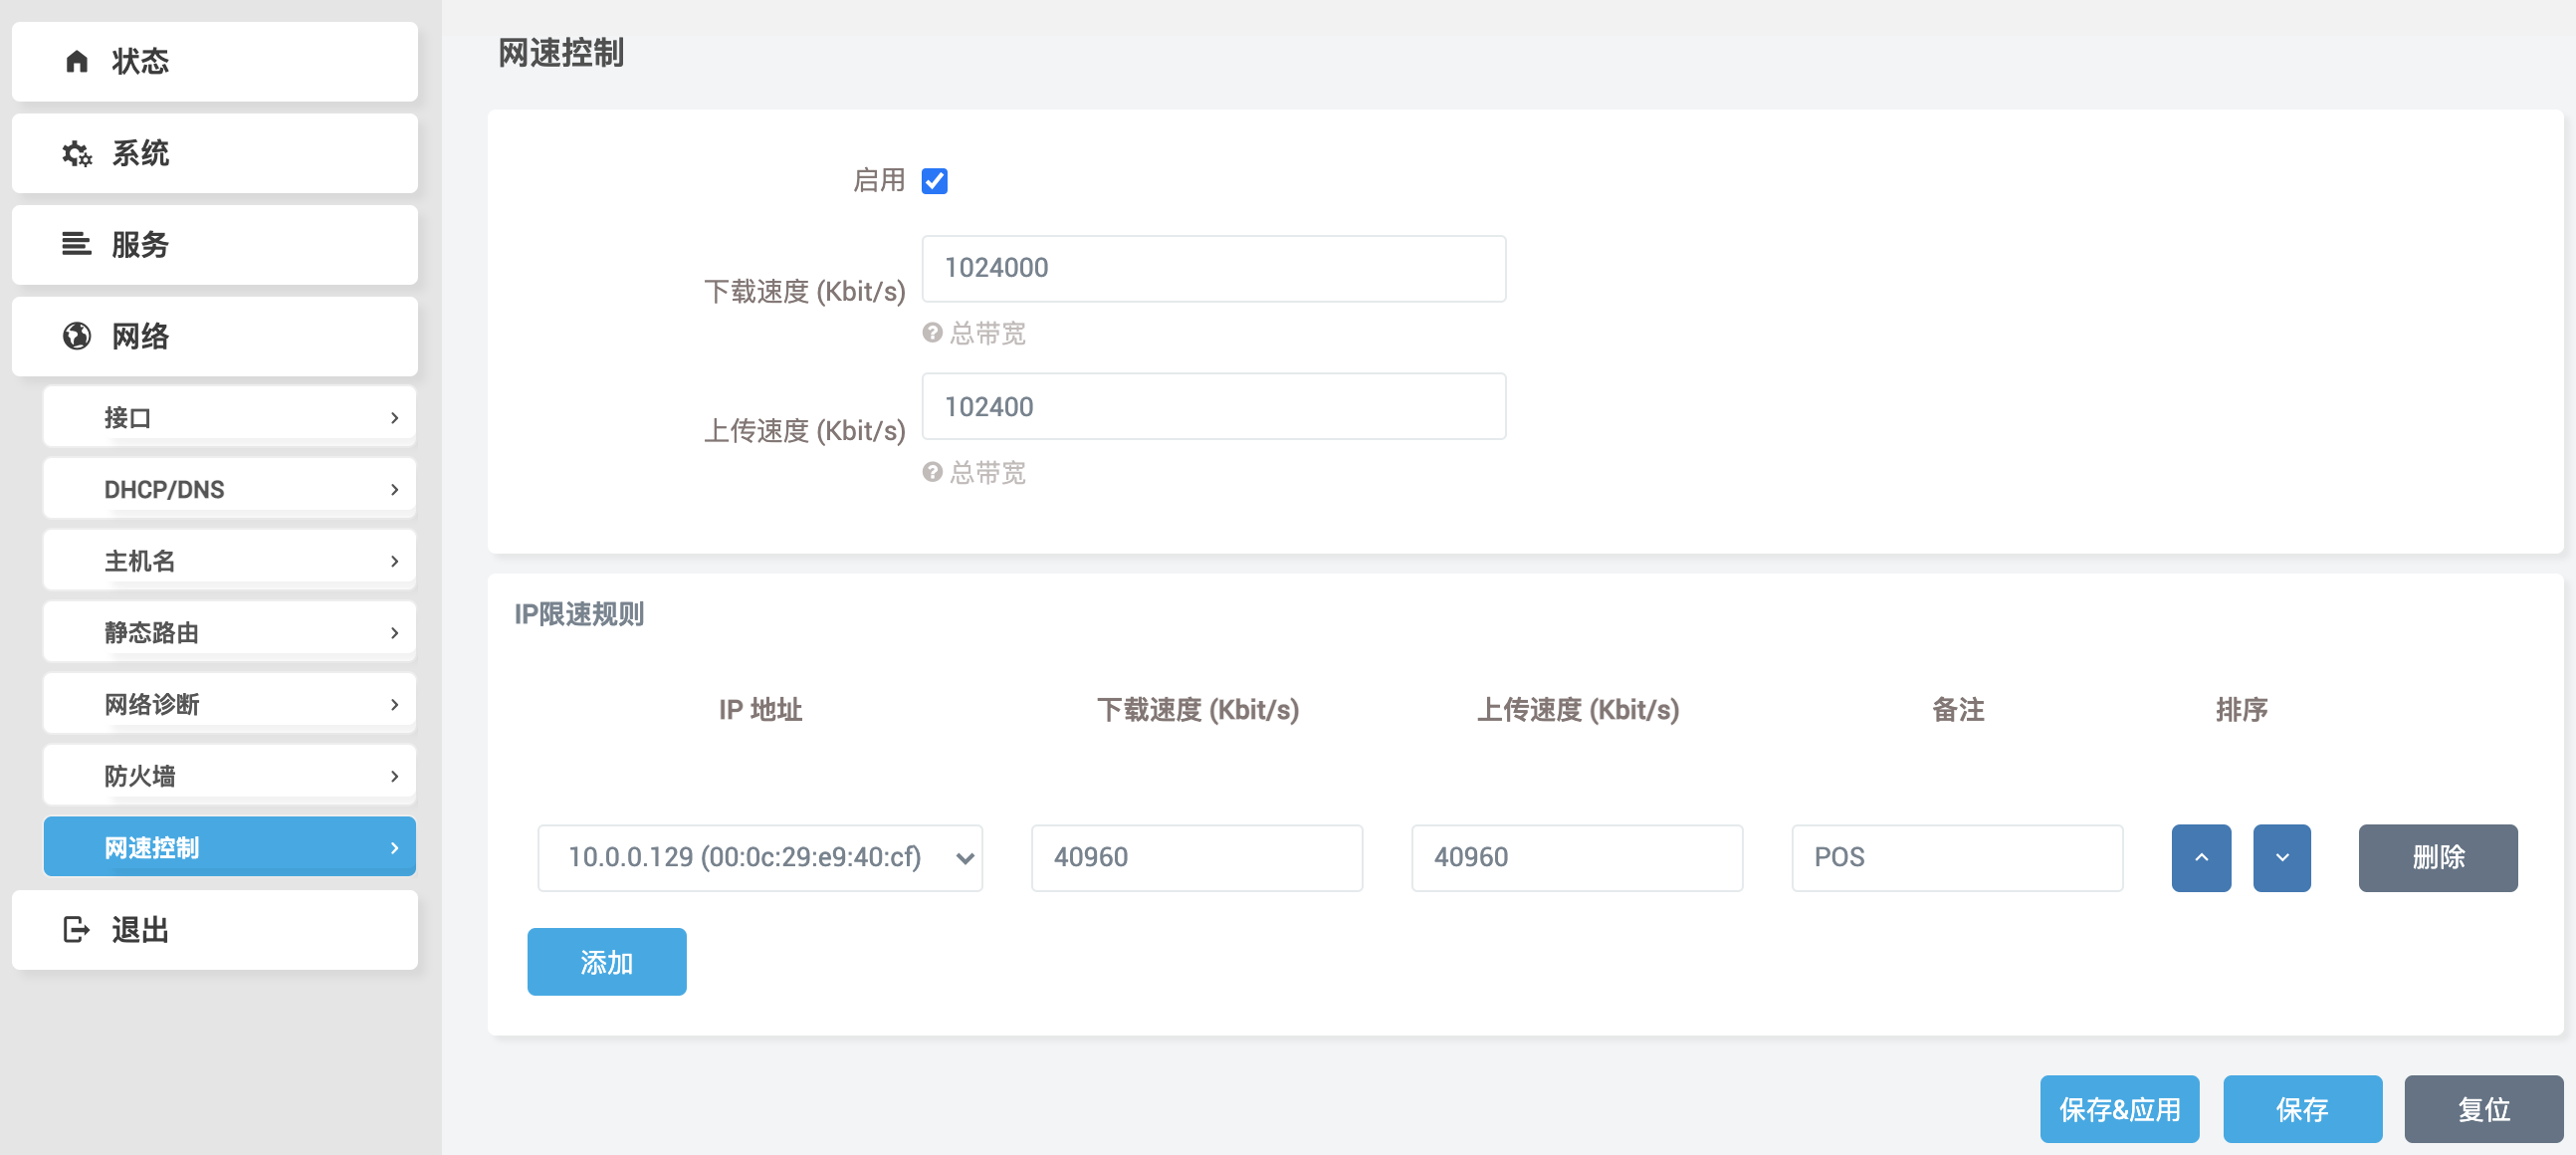 状态
系统
服务
网络
接口
DHCP/DNS
主机名
静态路由
网络诊断
防火墙
网速控制
退出
网速控制
启用
下载速度 (Kbit/s)
1024000
总带宽
上传速度 (Kbit/s)
102400
总带宽
IP限速规则
IP 地址 下载速度 (Kbit/s) 上传速度 (Kbit/s) 备注 排序
10.0.0.129 (00:0c:29:e9:40:cf) 40960 40960 POS 删除
添加
保存&应用 保存 复位